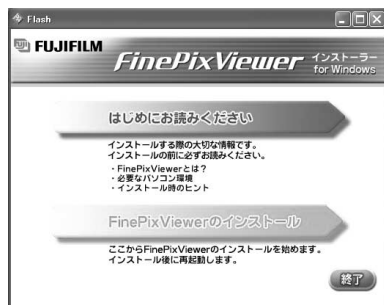 Flash
FUJIFILM
FinePixViewer インストーラー
for Windows
はじめにお読みください
インストールする際の大切な情報です。
インストールの前に必ずお読みください。
・FinePixViewerとは？
・必要なパソコン環境
・インストール時のヒント
FinePixViewerのインストール
ここからFinePixViewerのインストールを始めます。
インストール後に再起動します。
終了